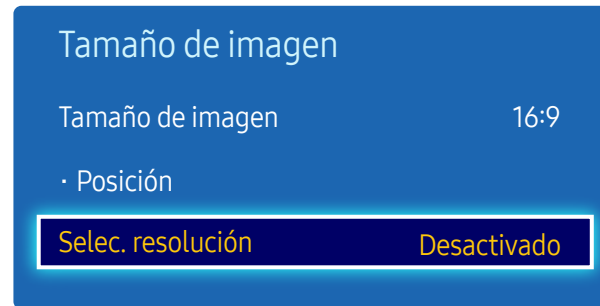 Tamaño de imagen
Tamaño de imagen 16:9
· Posición
Selec. resolución Desactivado